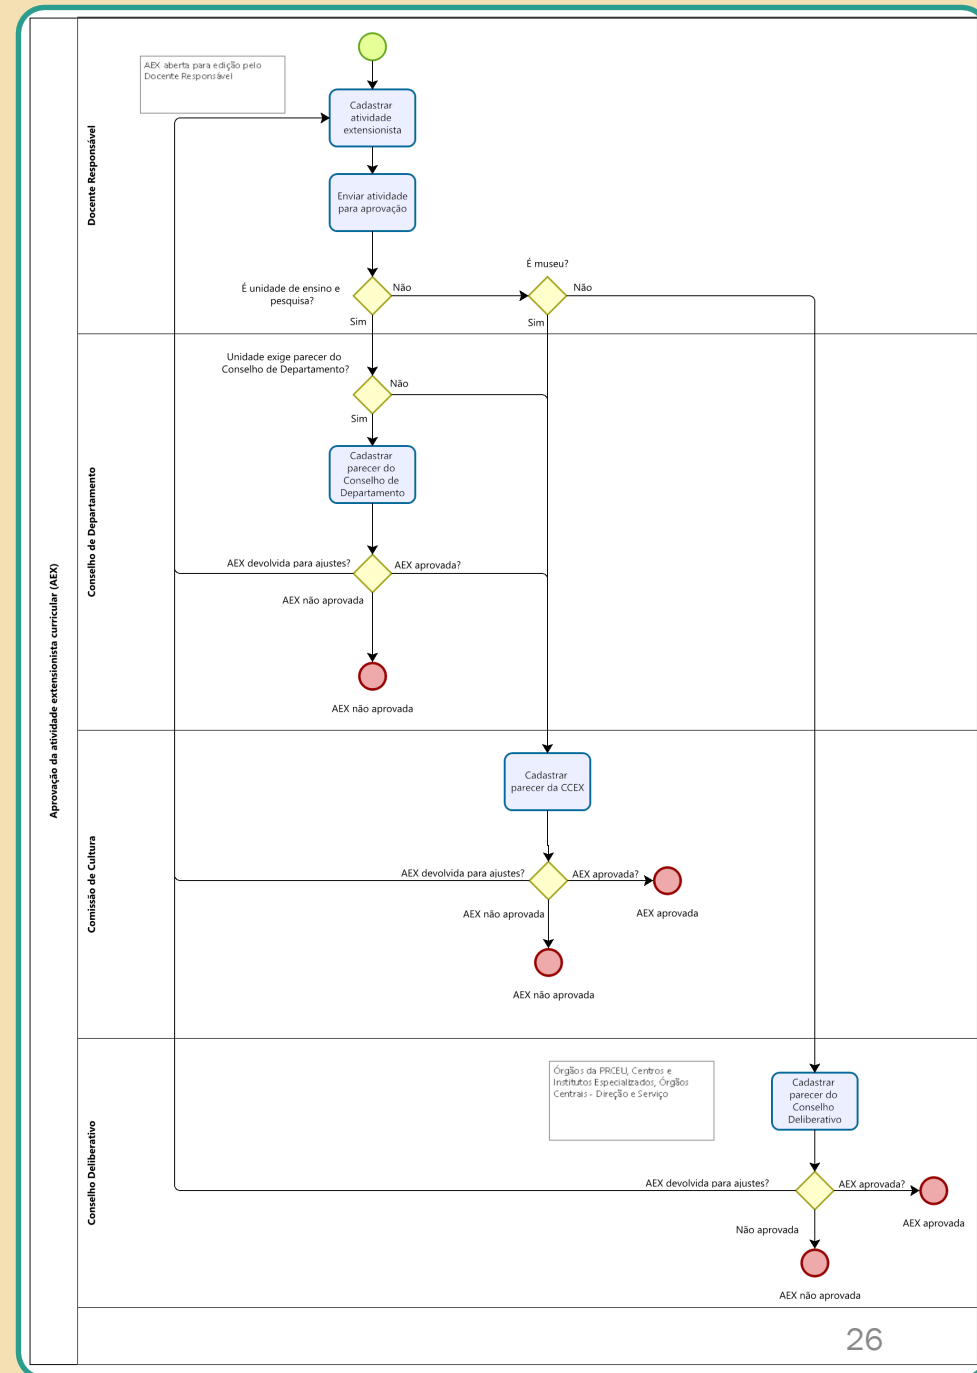 Aprovação da atividade extensionista curricular (AEX)
Docente Responsável
AEX aberta para edição pelo
Docente Responsável
Cadastrar
atividade
extensionista
Enviar atividade
para aprovação
É unidade de ensino e
pesquisa?
Não
Sim
É museu?
Não
Sim
Conselho de Departamento
Unidade exige parecer do
Conselho de Departamento?
Não
Sim
Cadastrar
parecer do
Conselho de
Departamento
AEX devolvida para ajustes?
AEX aprovada?
AEX não aprovada
AEX não aprovada
Comissão de Cultura
Cadastrar
parecer da CCEX
AEX devolvida para ajustes?
AEX aprovada?
AEX aprovada
AEX não aprovada
AEX não aprovada
Conselho Deliberativo
Órgãos da PRCEU, Centros e
Institutos Especializados, Órgãos
Centrais - Direção e Serviço
Cadastrar
parecer do
Conselho
Deliberativo
AEX devolvida para ajustes?
AEX aprovada?
AEX aprovada
Não aprovada
AEX não aprovada
26